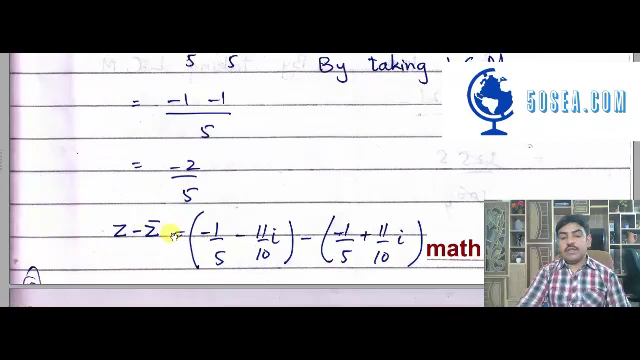 5 5 By taking L.C.M
5OSEA.COM
= -1 -1
5
= -2
5
z - z̄ = (-1/5 - 11/10 i) - (-1/5 + 11/10 i)
math